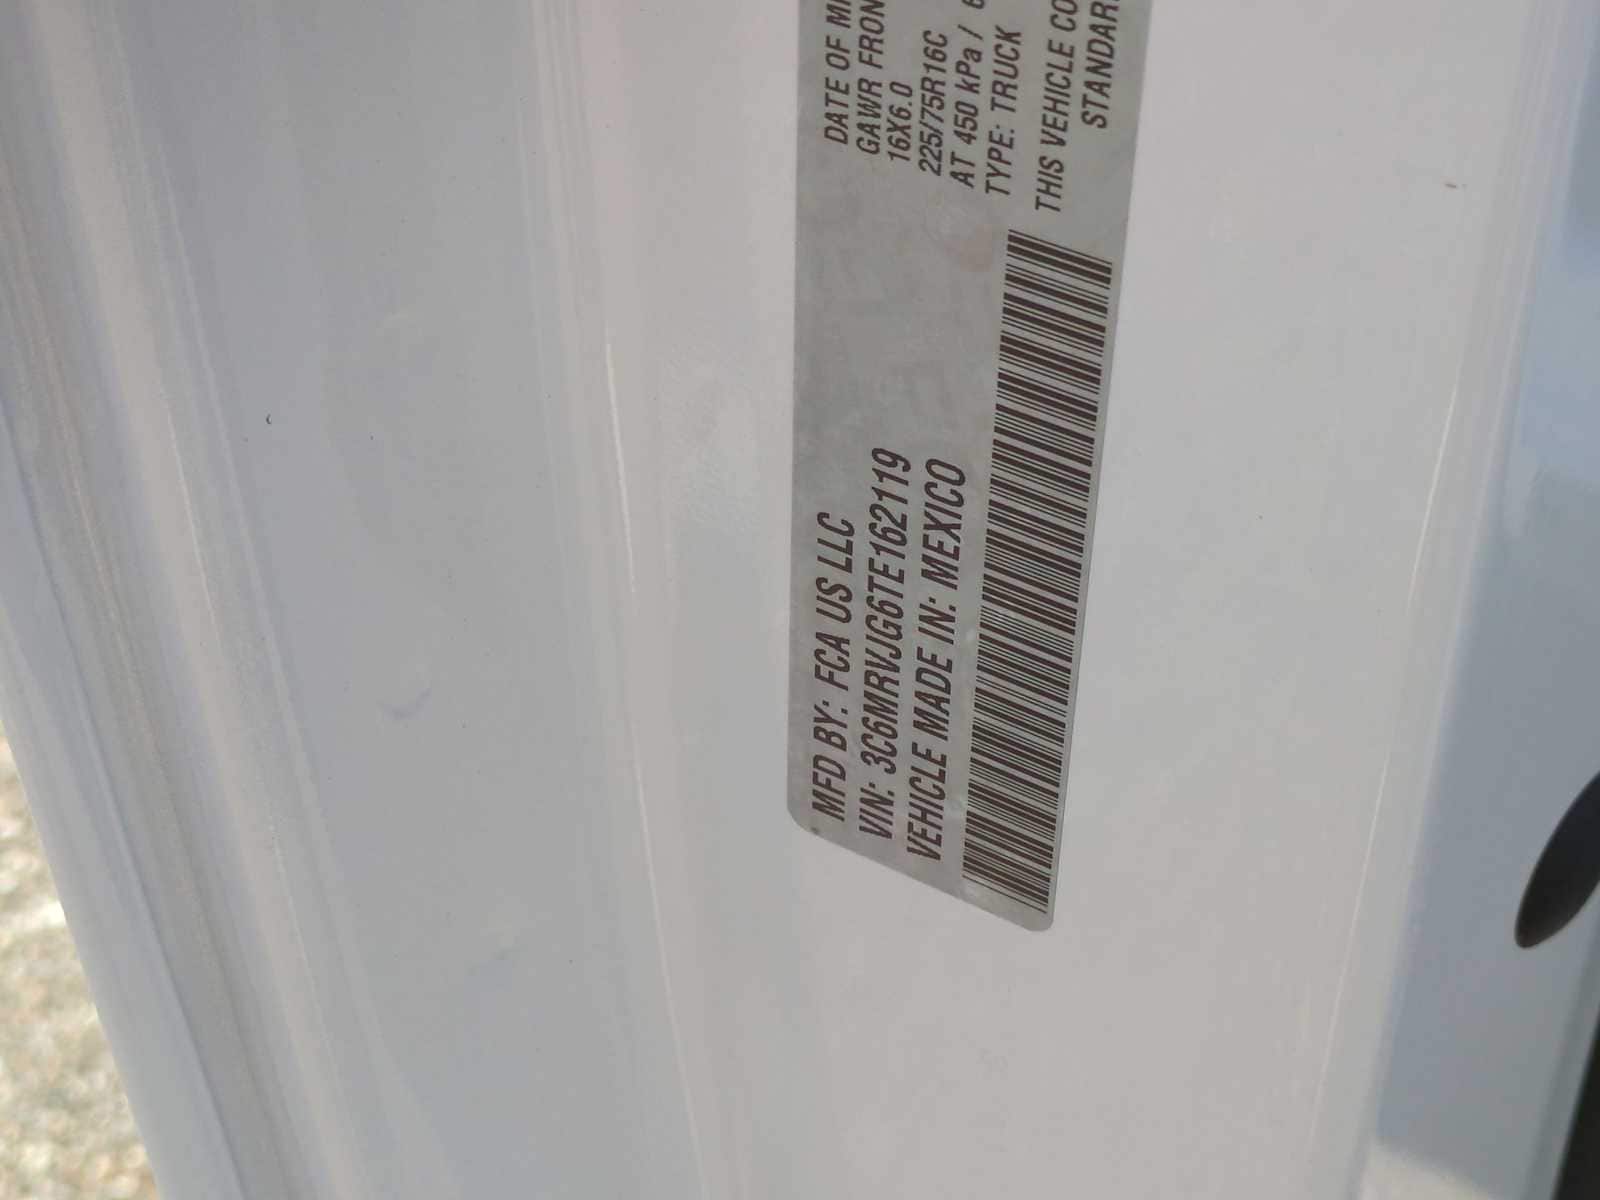 MFD BY: FCA US LLC
VIN: 3C6MRVJG6TE162119
VEHICLE MADE IN: MEXICO
DATE OF
GAWR FRON
16X6.0
225/75R16C
AT 450 kPa /
TYPE: TRUCK
THIS VEHICLE CO
STANDAR